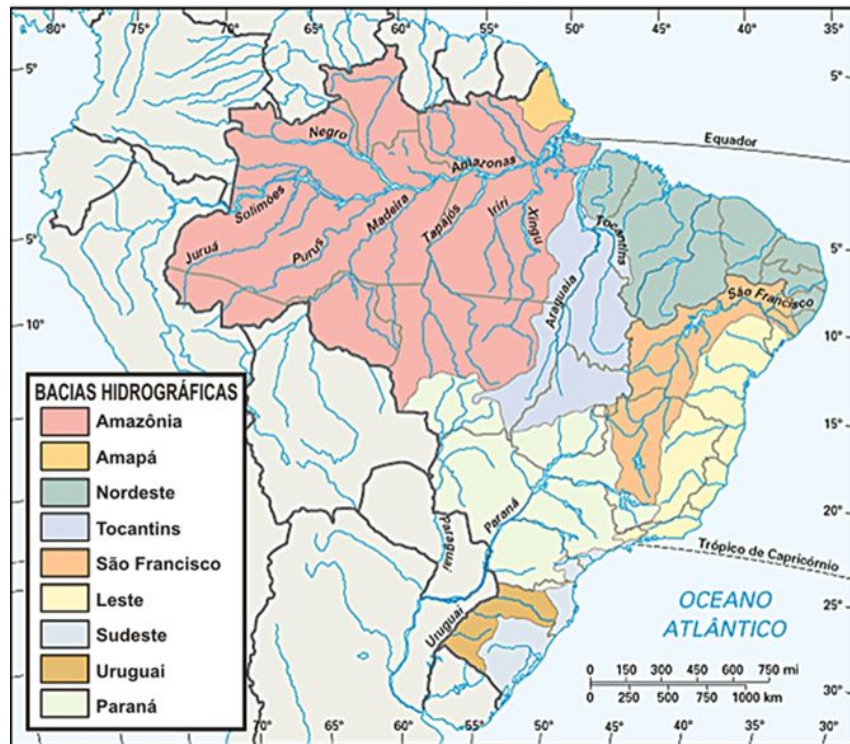 80° 75° 70° 65° 60° 55° 50° 45° 40° 35°
5° 5°
Negro
Amazonas
Equador
Solimões
Madeira
Tapajós
Iriri
Xingú
Juruá
Purus
Tocantins
5° 5°
Araguaia
São Francisco
10° 10°
BACIAS HIDROGRÁFICAS
Amazônia
Amapá
Nordeste
Tocantins
São Francisco
Leste
Sudeste
Uruguai
Paraná
15°
Paraná
Paraguai
20°
Trópico de Capricórnio
Uruguai
25°
OCEANO
ATLÂNTICO
0 150 300 450 600 750 mi
0 250 500 750 1000 km
30°
70° 65° 60° 55° 50° 45° 40°